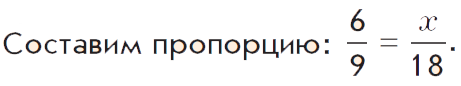 Составим пропорцию: 6/9 = x/18.